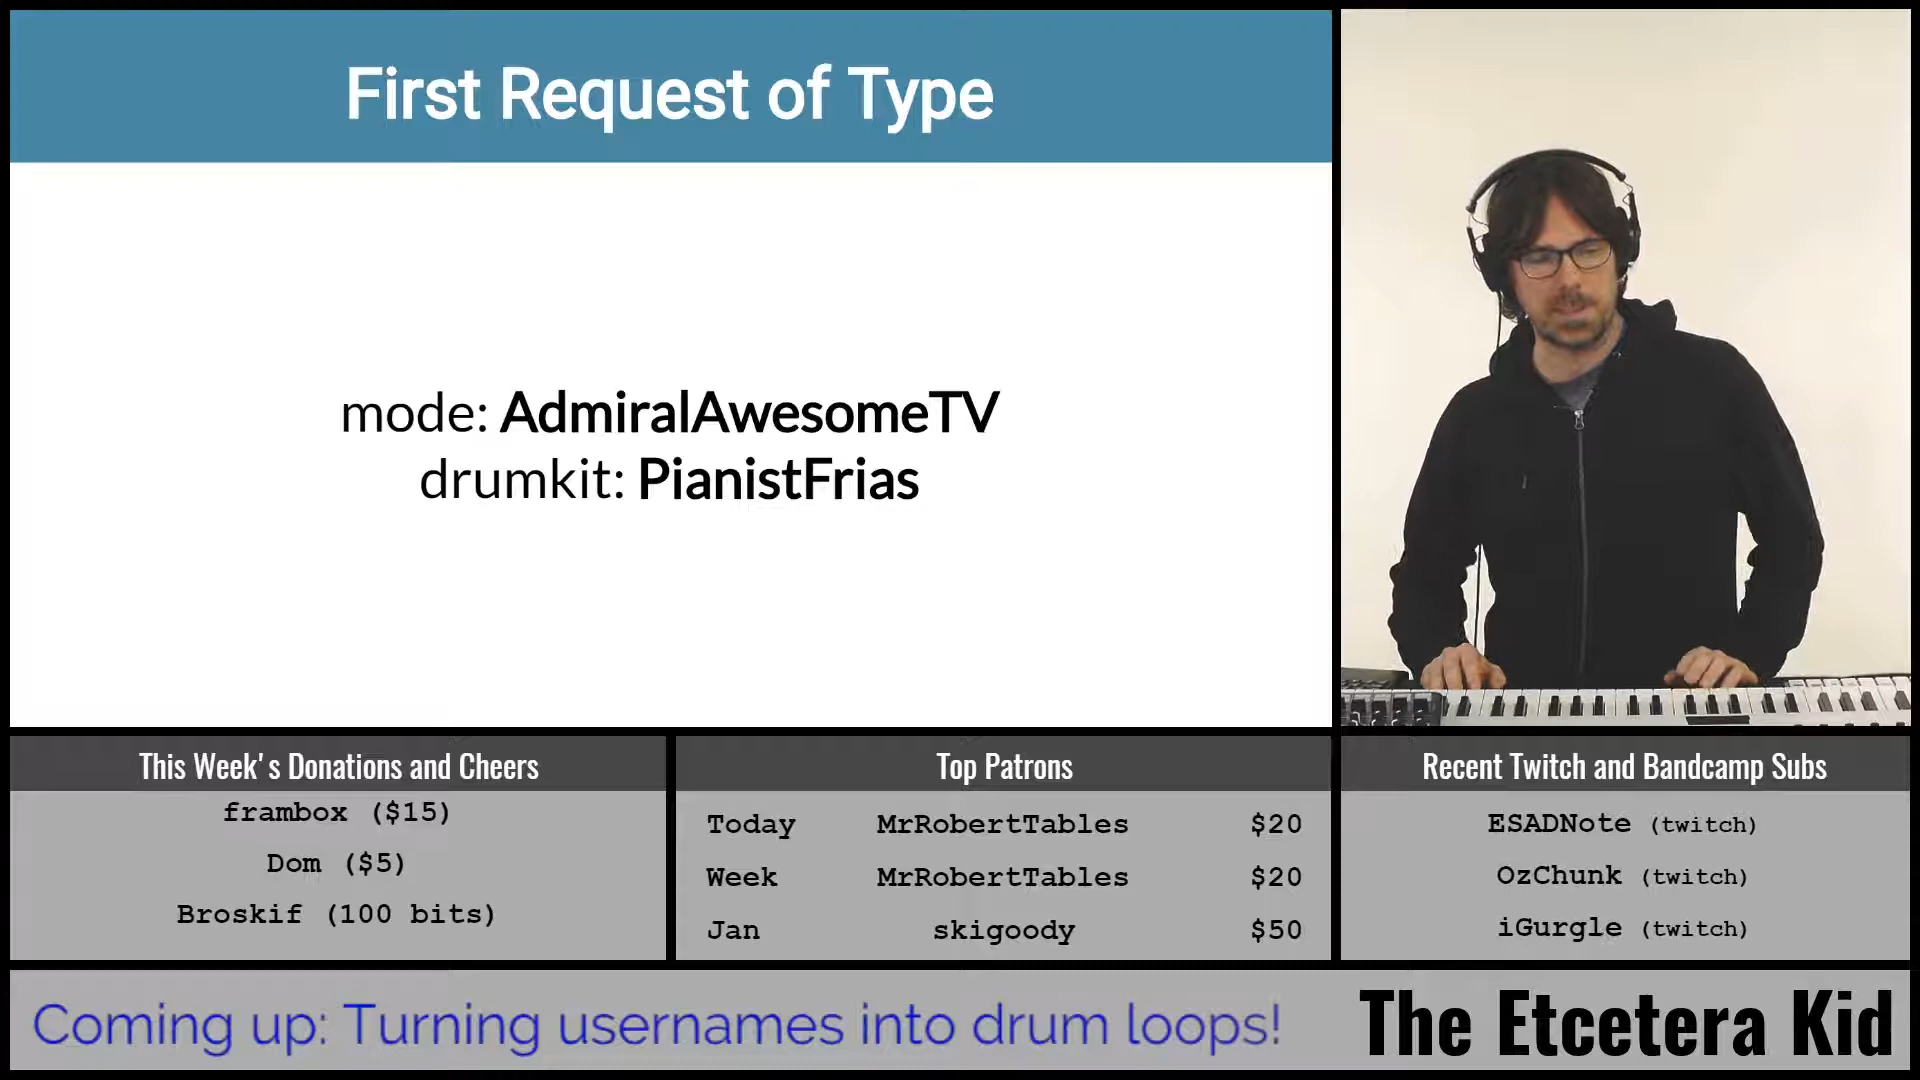 First Request of Type
mode: AdmiralAwesomeTV
drumkit: PianistFrias
This Week's Donations and Cheers
frambox ($15)
Dom ($5)
Broskif (100 bits)
Top Patrons
Today MrRobertTables $20
Week MrRobertTables $20
Jan skigoody $50
Recent Twitch and Bandcamp Subs
ESADNote (twitch)
OzChunk (twitch)
iGurgle (twitch)
Coming up: Turning usernames into drum loops!
The Etcetera Kid